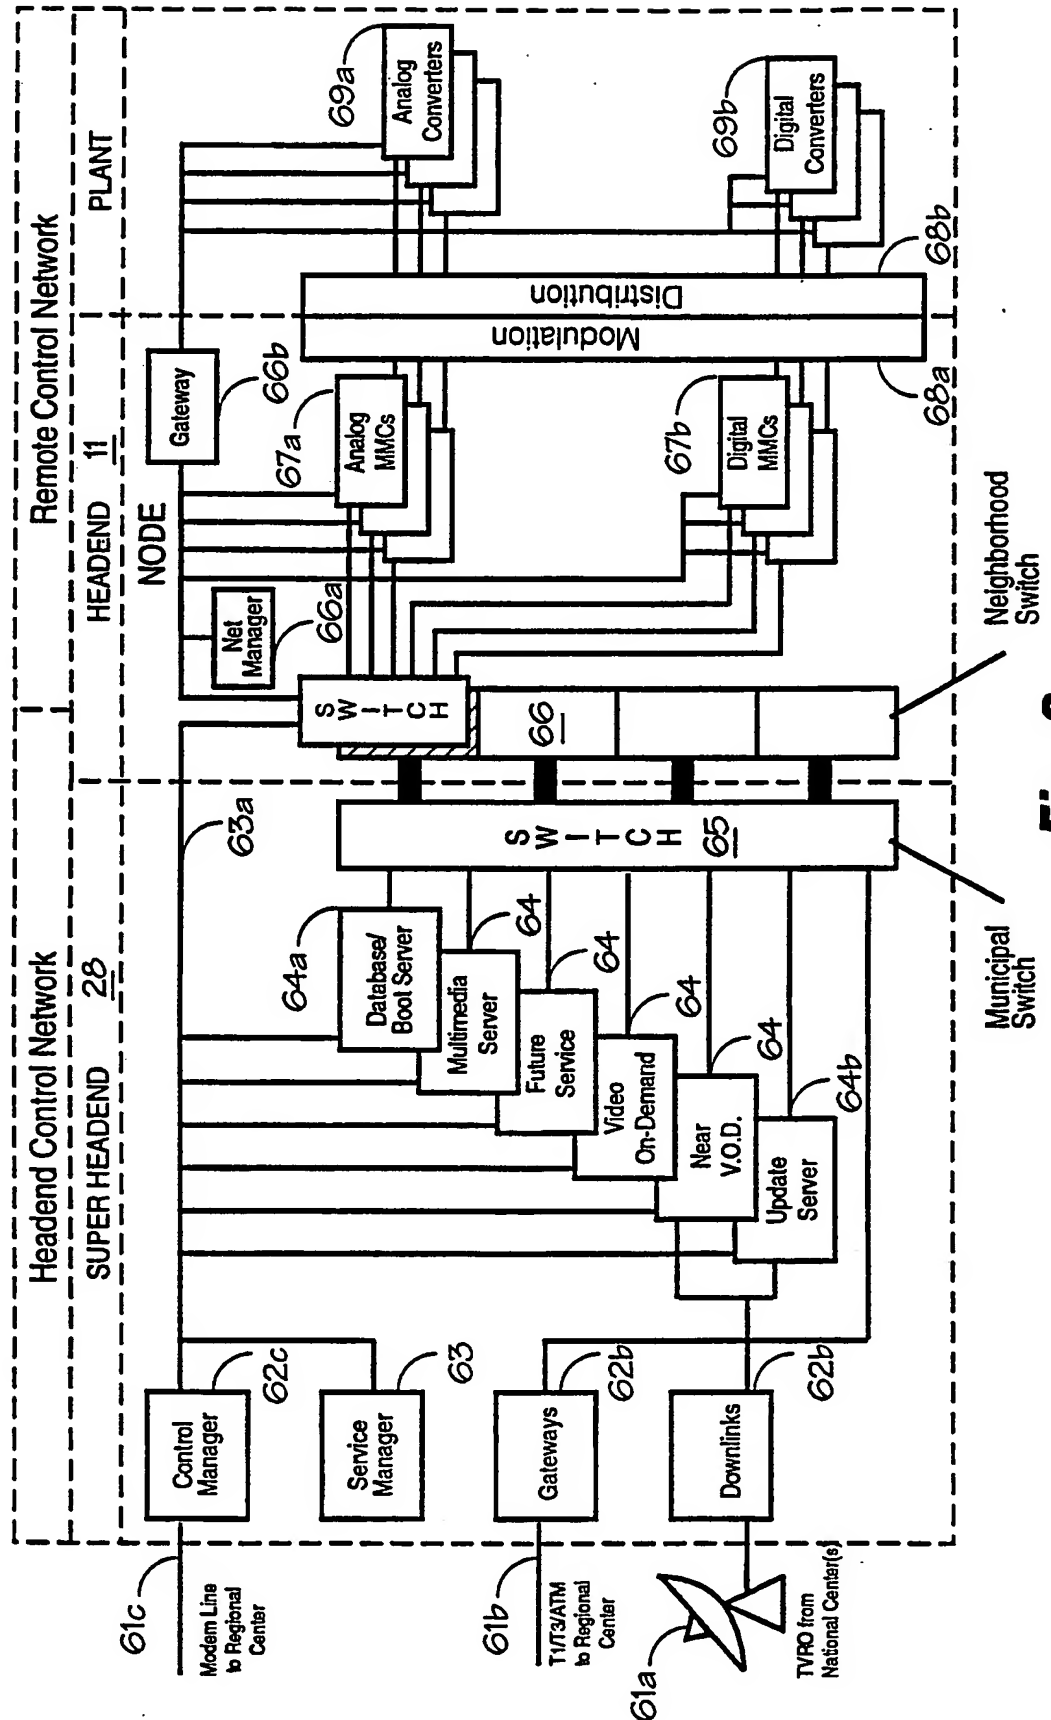 Headend Control Network
Remote Control Network
SUPER HEADEND
28
HEADEND
11
PLANT
NODE
61c
Modem Line
to Regional
Center
Control
Manager
62c
63a
Service
Manager
63
61b
T1/T3/ATM
to Regional
Center
Gateways
62b
61a
TVRO from
National Center(s)
Downlinks
62b
Database/
Boot Server
64a
Multimedia
Server
64
Future
Service
64
Video
On-Demand
64
Near
V.O.D.
64
Update
Server
64b
SWITCH
65
Municipal
Switch
SWITCH
66
Neighborhood
Switch
Net
Manager
66a
Gateway
66b
Analog
MMCs
67a
Digital
MMCs
67b
Modulation
68a
Distribution
68b
Analog
Converters
69a
Digital
Converters
69b